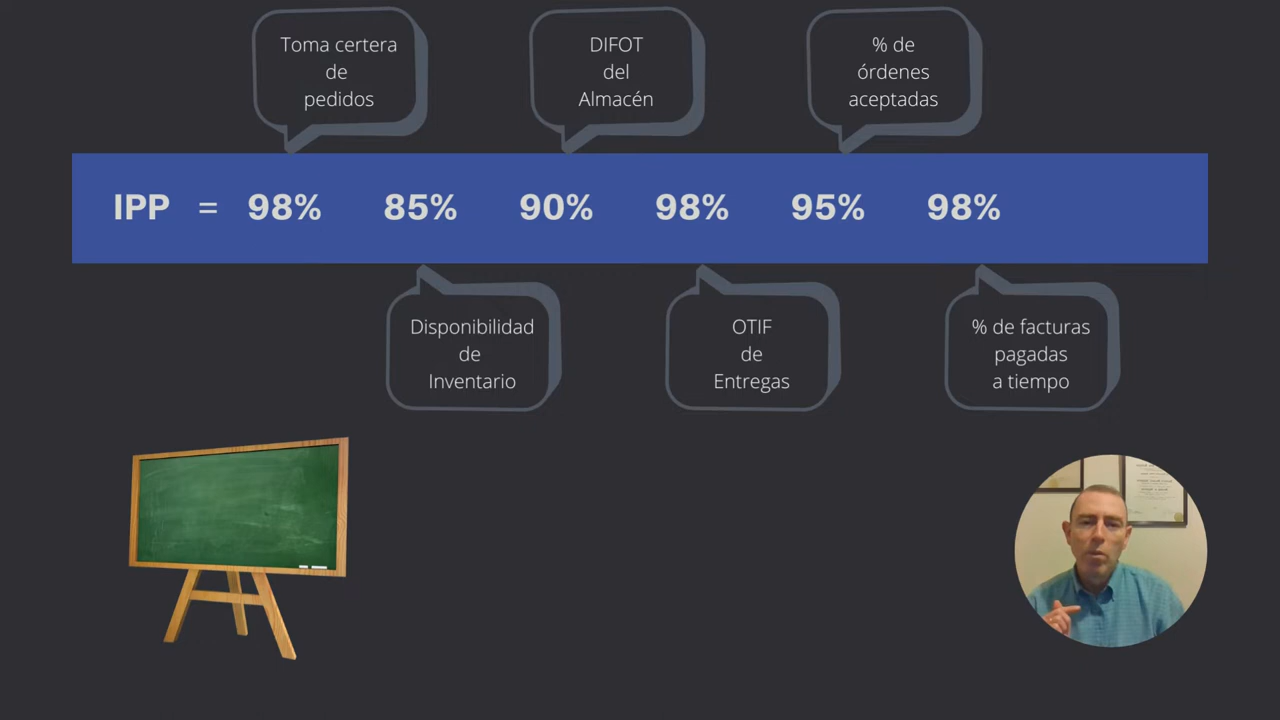 Toma certera
de
pedidos
DIFOT
del
Almacén
% de
órdenes
aceptadas
IPP = 98% 85% 90% 98% 95% 98%
Disponibilidad
de
Inventario
OTIF
de
Entregas
% de facturas
pagadas
a tiempo